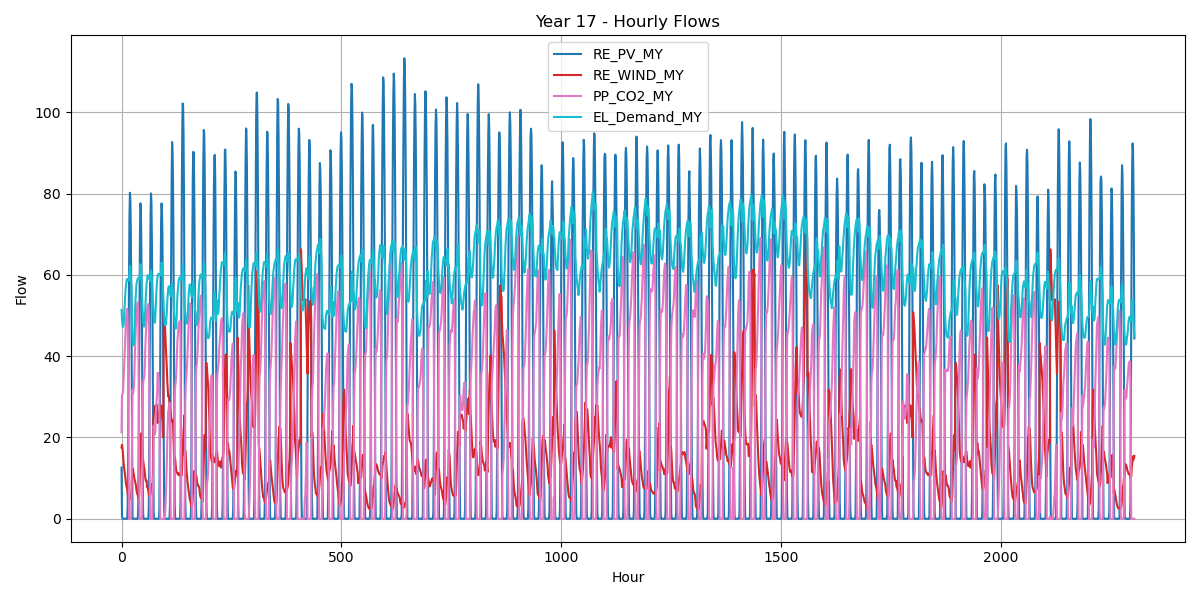 Year 17 - Hourly Flows
RE_PV_MY
RE_WIND_MY
PP_CO2_MY
EL_Demand_MY
100
80
60
40
20
0
Flow
0 500 1000 1500 2000
Hour